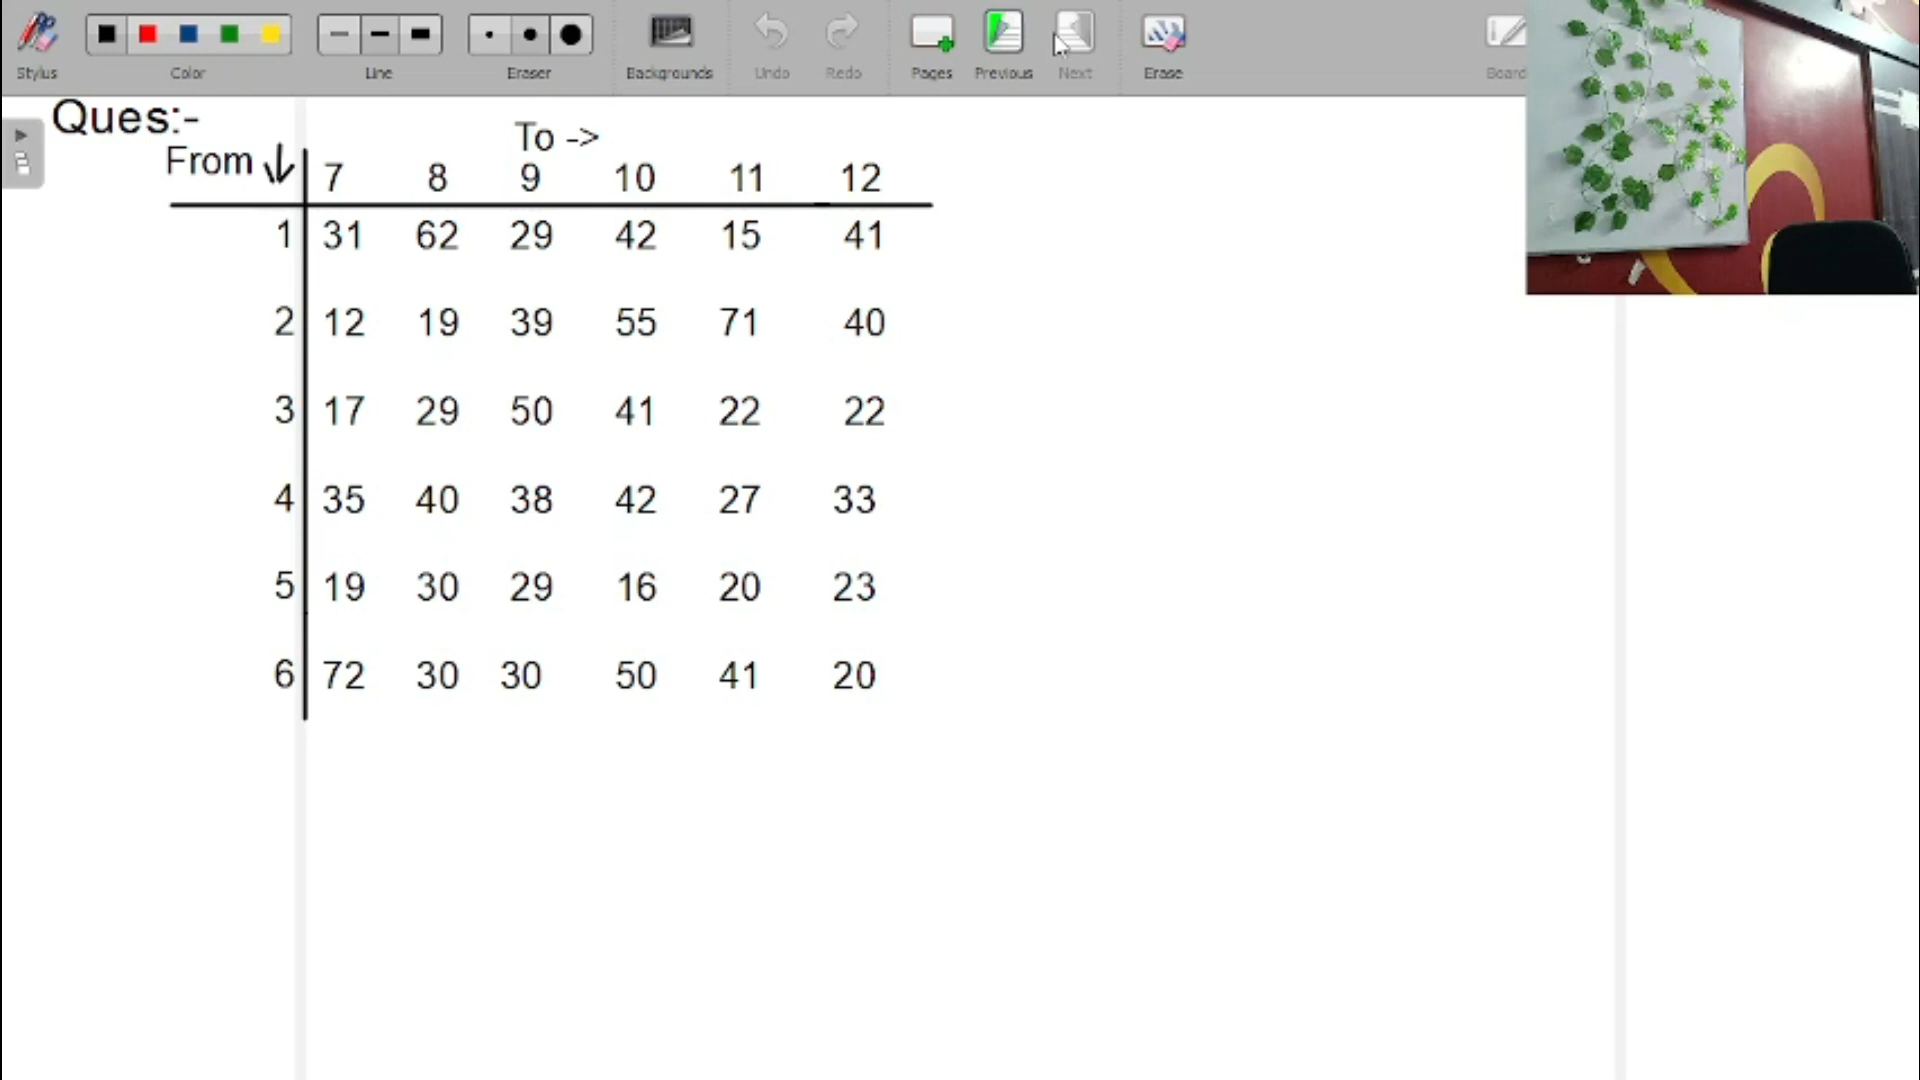 Stylus Color Line Eraser Backgrounds Undo Redo Pages Previous Next Erase Board
Ques:-
To ->
From ↓ 7 8 9 10 11 12
1 31 62 29 42 15 41
2 12 19 39 55 71 40
3 17 29 50 41 22 22
4 35 40 38 42 27 33
5 19 30 29 16 20 23
6 72 30 30 50 41 20